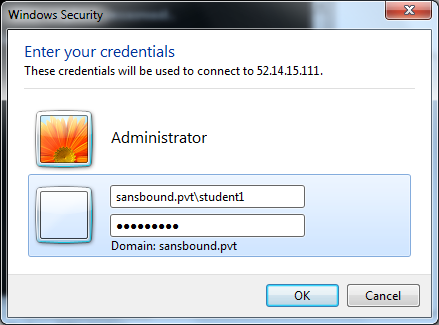 Windows Security
Enter your credentials
These credentials will be used to connect to 52.14.15.111.
Administrator
sansbound.pvt\student1
●●●●●●●●●
Domain: sansbound.pvt
OK Cancel